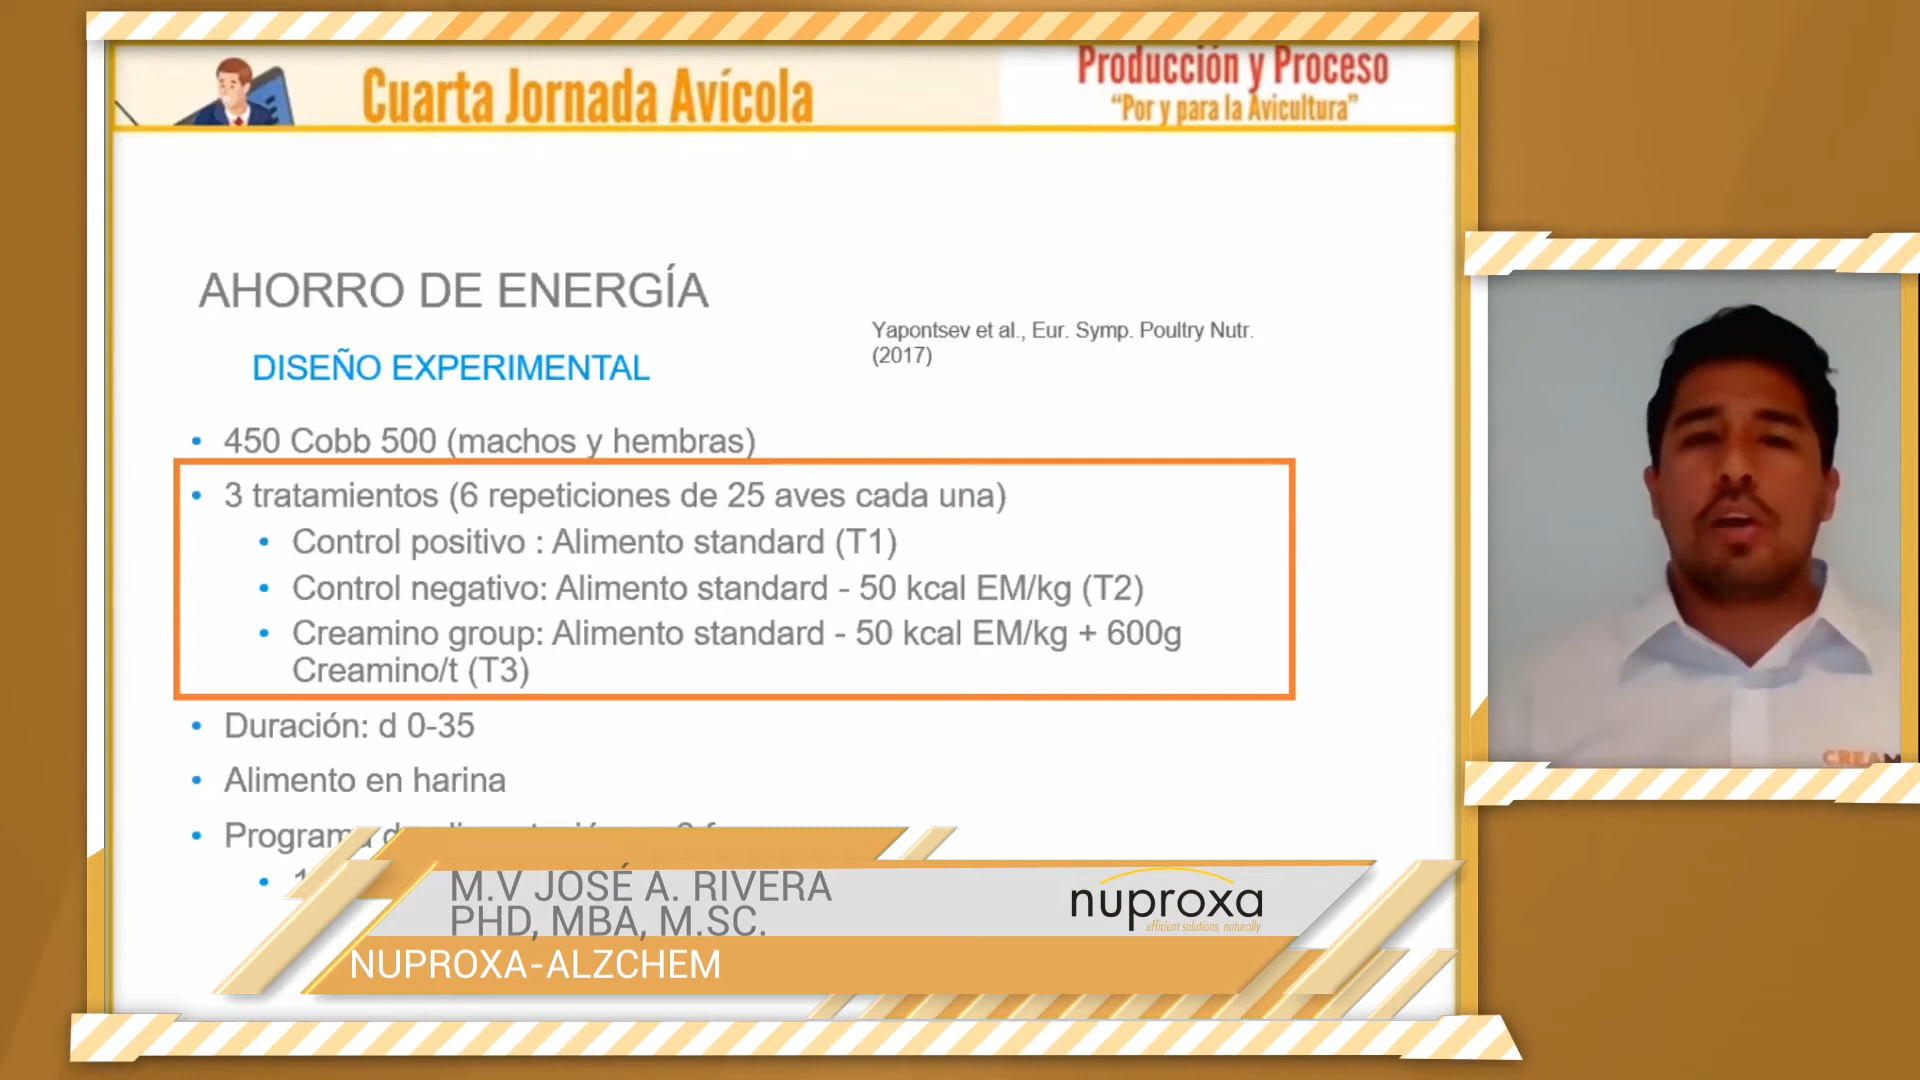 Cuarta Jornada Avícola
Producción y Proceso
“Por y para la Avicultura”
AHORRO DE ENERGÍA
Yapontsev et al., Eur. Symp. Poultry Nutr.
(2017)
DISEÑO EXPERIMENTAL
• 450 Cobb 500 (machos y hembras)
• 3 tratamientos (6 repeticiones de 25 aves cada una)
• Control positivo : Alimento standard (T1)
• Control negativo: Alimento standard - 50 kcal EM/kg (T2)
• Creamino group: Alimento standard - 50 kcal EM/kg + 600g
Creamino/t (T3)
• Duración: d 0-35
• Alimento en harina
M.V JOSÉ A. RIVERA
PHD, MBA, M.SC.
NUPROXA-ALZCHEM
nuproxa
efficient solutions, naturally